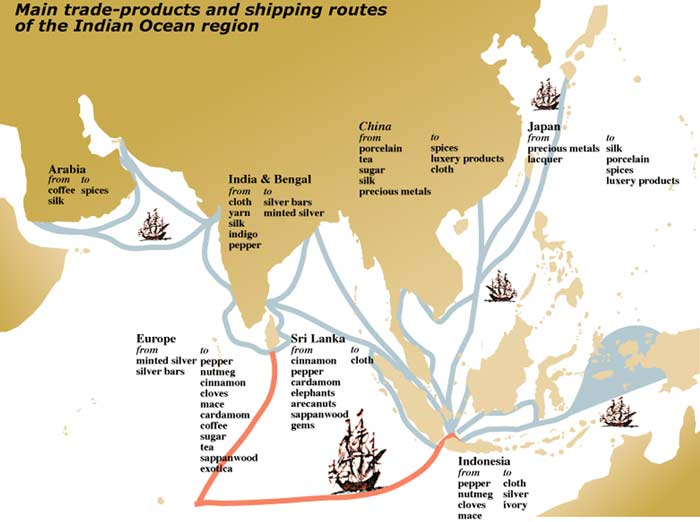 Main trade-products and shipping routes
of the Indian Ocean region
China
from to
porcelain spices
tea luxery products
sugar cloth
silk
precious metals
Japan
from to
precious metals silk
lacquer porcelain
spices
luxery products
Arabia
from to
coffee spices
silk
India & Bengal
from to
cloth silver bars
yarn minted silver
silk
indigo
pepper
Europe
from to
minted silver pepper
silver bars nutmeg
cinnamon
cloves
mace
cardamom
coffee
sugar
tea
sappanwood
exotica
Sri Lanka
from to
cinnamon cloth
pepper
cardamom
elephants
arecanuts
sappanwood
gems
Indonesia
from to
pepper cloth
nutmeg silver
cloves ivory
mace